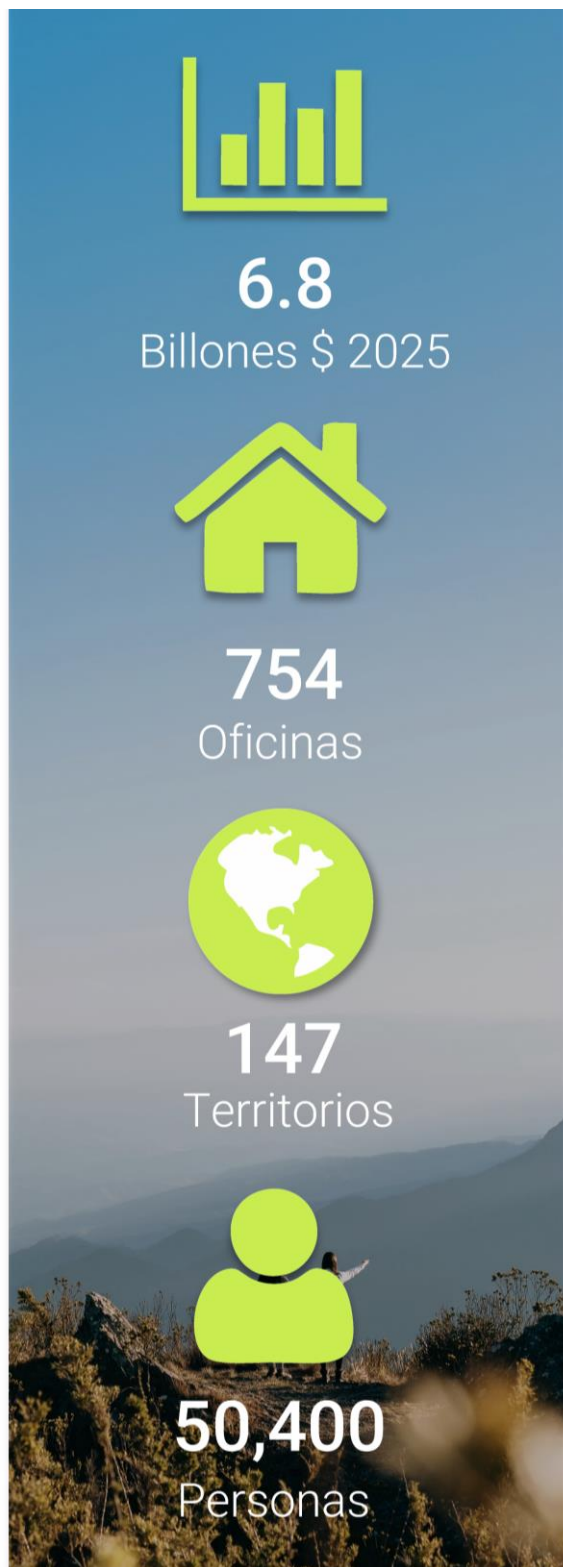 6.8
Billones $ 2025
754
Oficinas
147
Territorios
50,400
Personas